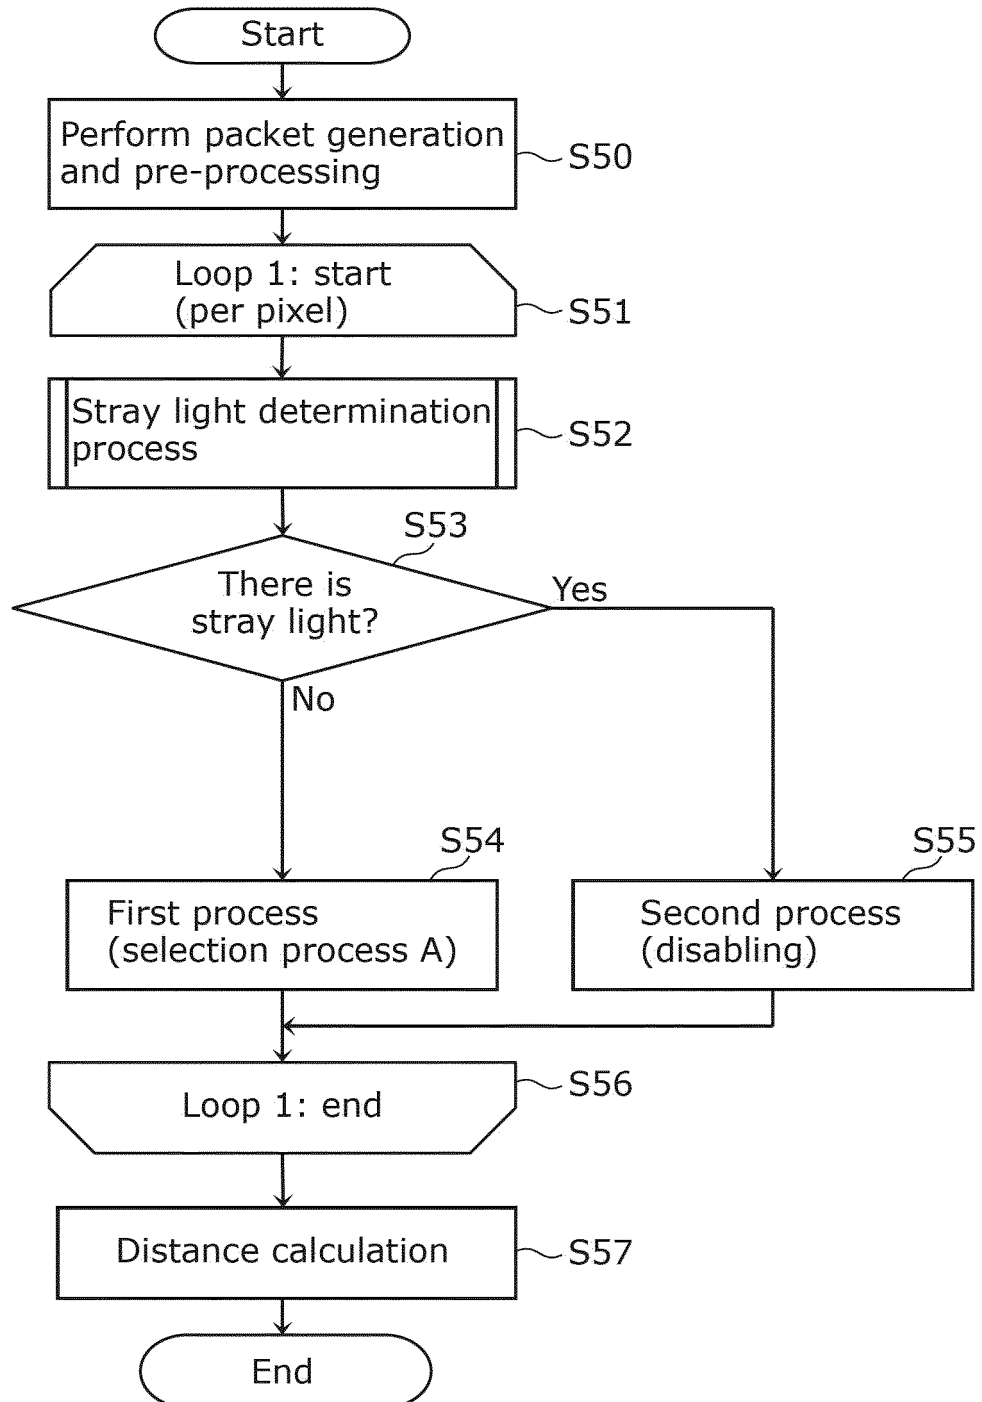 Start
Perform packet generation
and pre-processing
S50
Loop 1: start
(per pixel)
S51
Stray light determination
process
S52
S53
There is
stray light?
Yes
No
S54
First process
(selection process A)
S55
Second process
(disabling)
S56
Loop 1: end
Distance calculation
S57
End